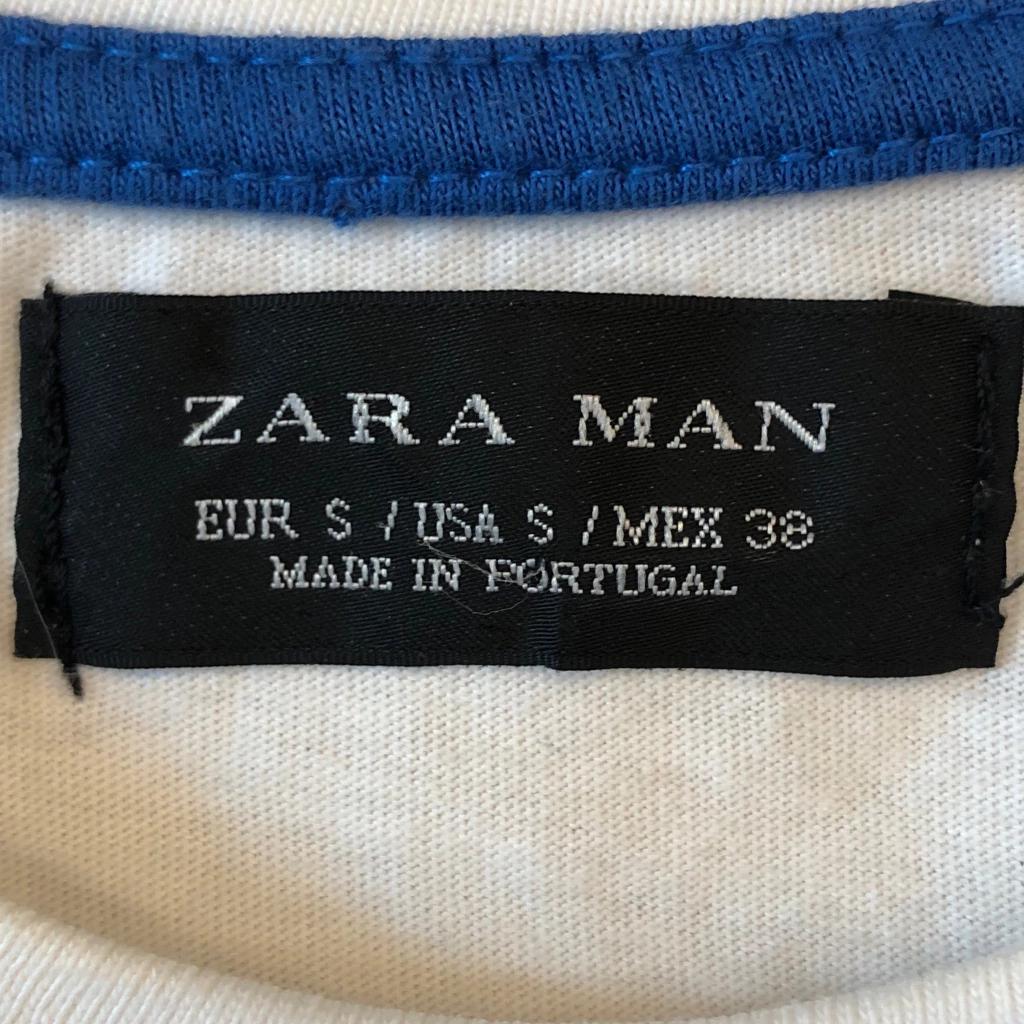 ZARA MAN
EUR S / USA S / MEX 38
MADE IN PORTUGAL